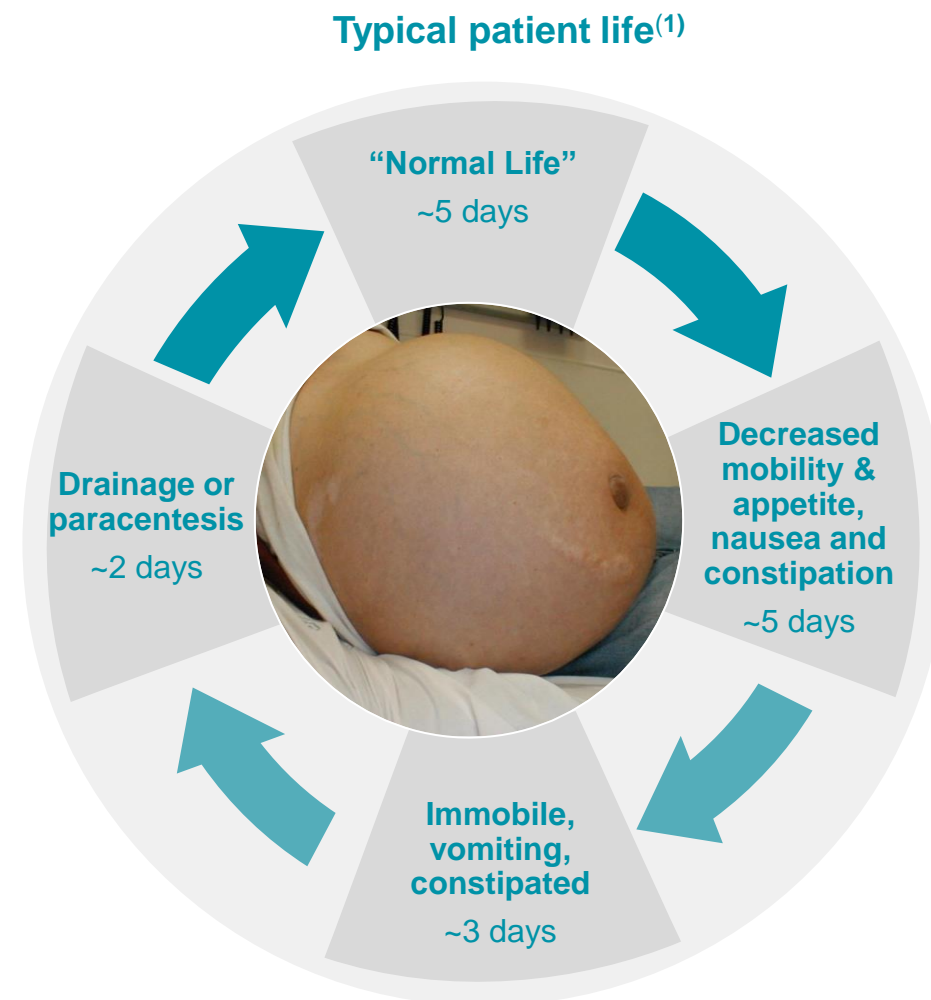 Typical patient life(1)
“Normal Life”
~5 days
Decreased
mobility &
appetite,
nausea and
constipation
~5 days
Immobile,
vomiting,
constipated
~3 days
Drainage or
paracentesis
~2 days